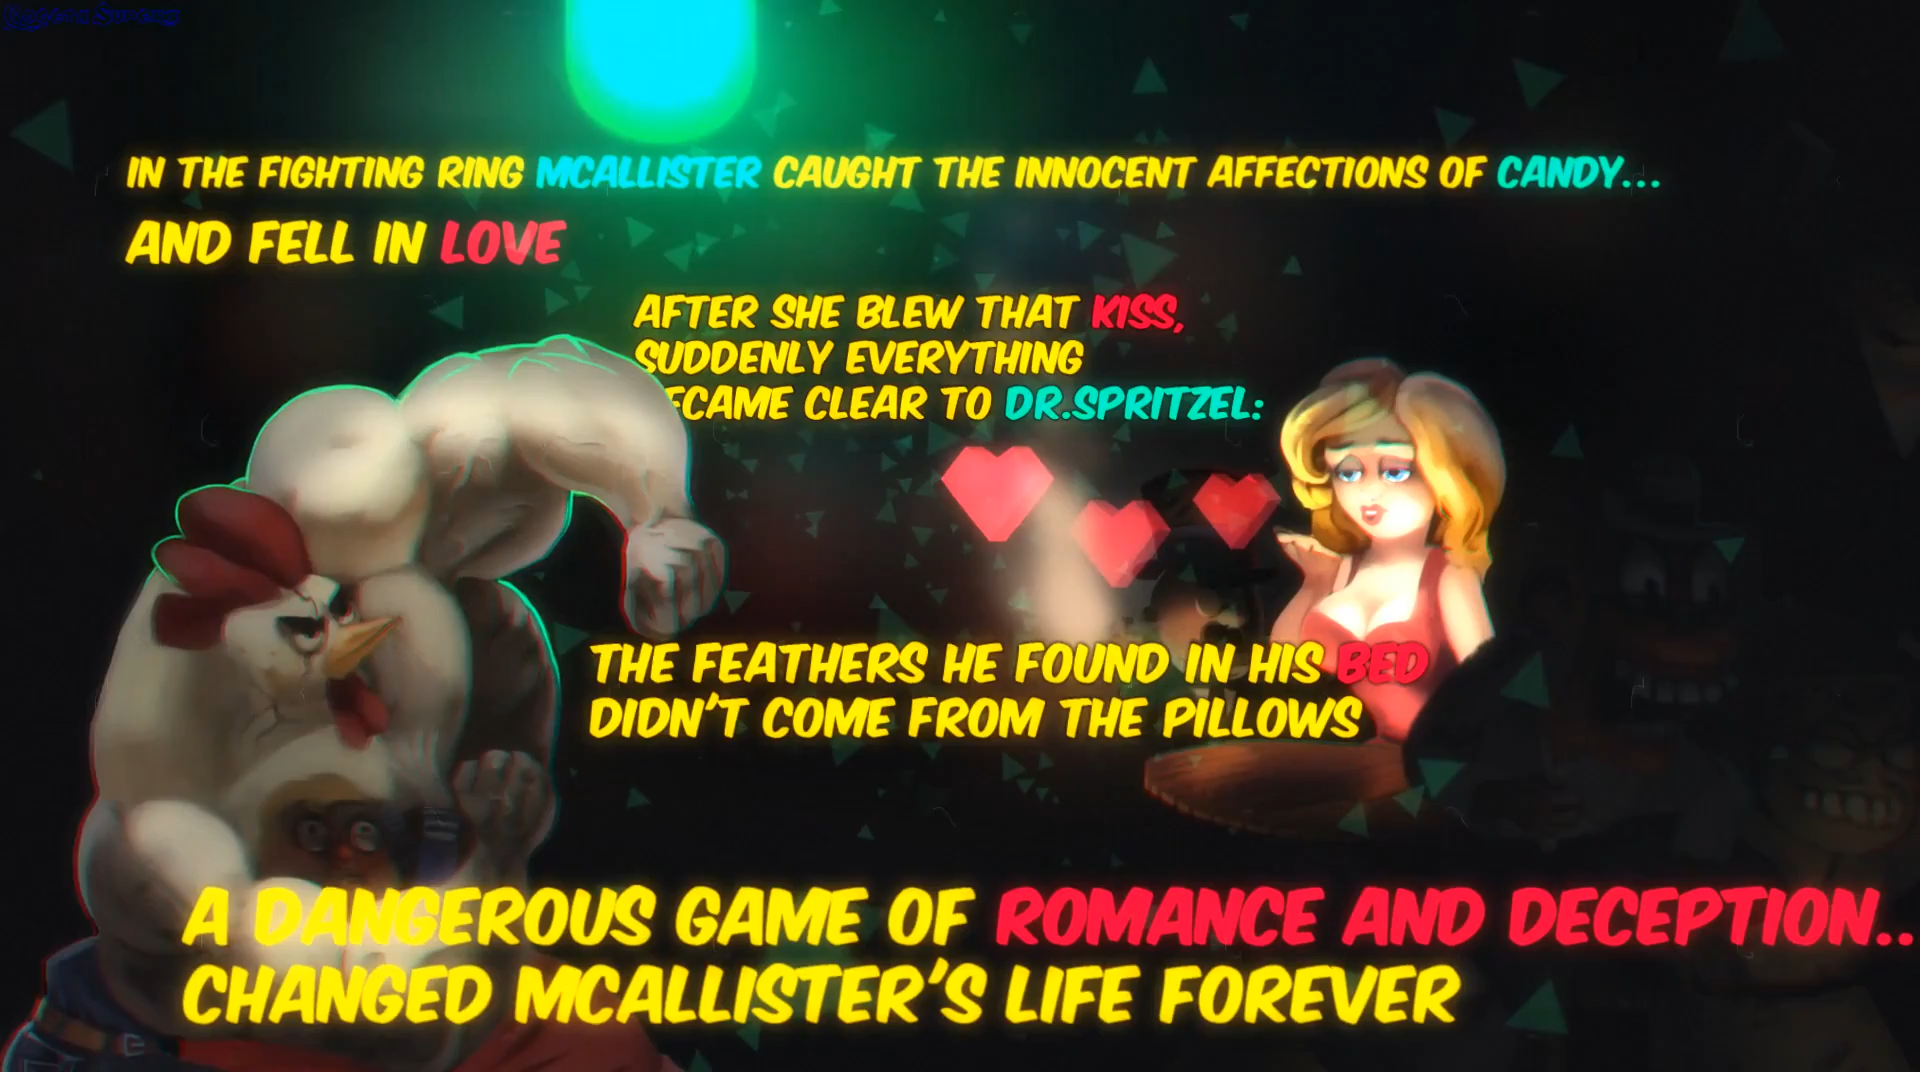 IN THE FIGHTING RING MCALLISTER CAUGHT THE INNOCENT AFFECTIONS OF CANDY...
AND FELL IN LOVE
AFTER SHE BLEW THAT KISS,
SUDDENLY EVERYTHING
ECAME CLEAR TO DR.SPRITZEL:
THE FEATHERS HE FOUND IN HIS BED
DIDN'T COME FROM THE PILLOWS
A DANGEROUS GAME OF ROMANCE AND DECEPTION..
CHANGED MCALLISTER'S LIFE FOREVER